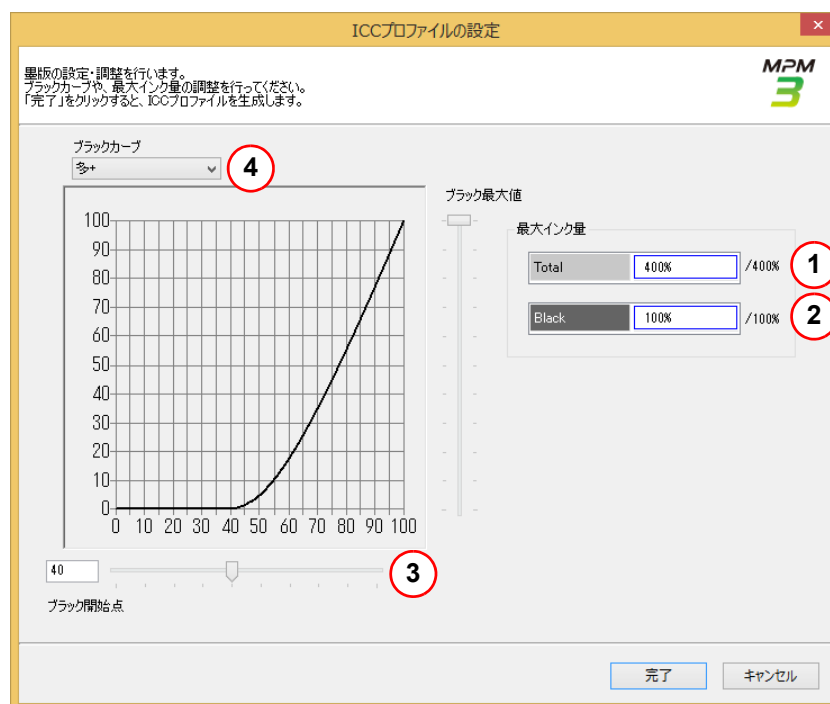 ICCプロファイルの設定
墨版の設定・調整を行います。
ブラックカーブや、最大インク量の調整を行ってください。
「完了」をクリックすると、ICCプロファイルを生成します。
MPM
3
ブラックカーブ
多+
4
ブラック最大値
最大インク量
Total 400% /400% 1
Black 100% /100% 2
100
90
80
70
60
50
40
30
20
10
0
0 10 20 30 40 50 60 70 80 90 100
40
3
ブラック開始点
完了 キャンセル